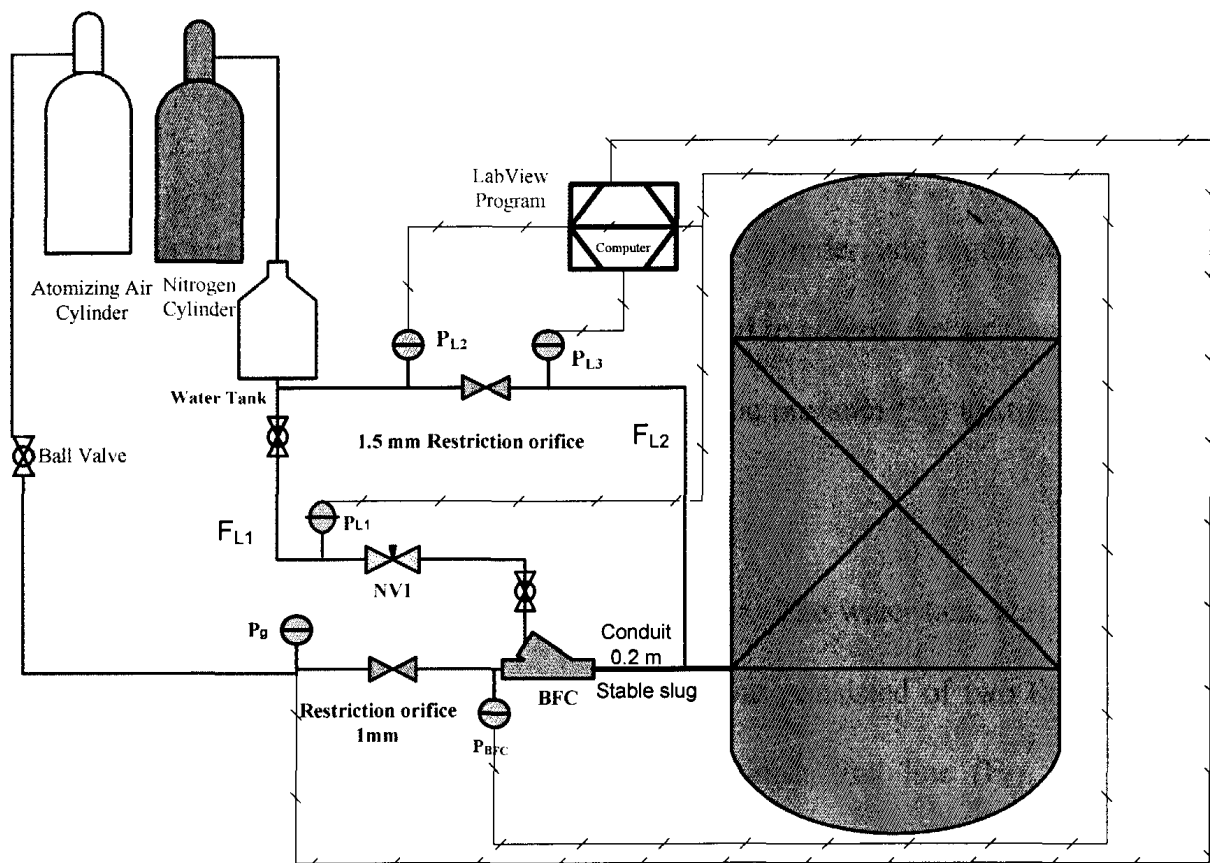 LabView
Program
Computer
Atomizing Air
Cylinder
Nitrogen
Cylinder
PL2
PL3
Water Tank
1.5 mm Restriction orifice
FL2
Ball Valve
FL1
PL1
NV1
Pg
Conduit
0.2 m
BFC
Stable slug
Restriction orifice
1mm
PBFC